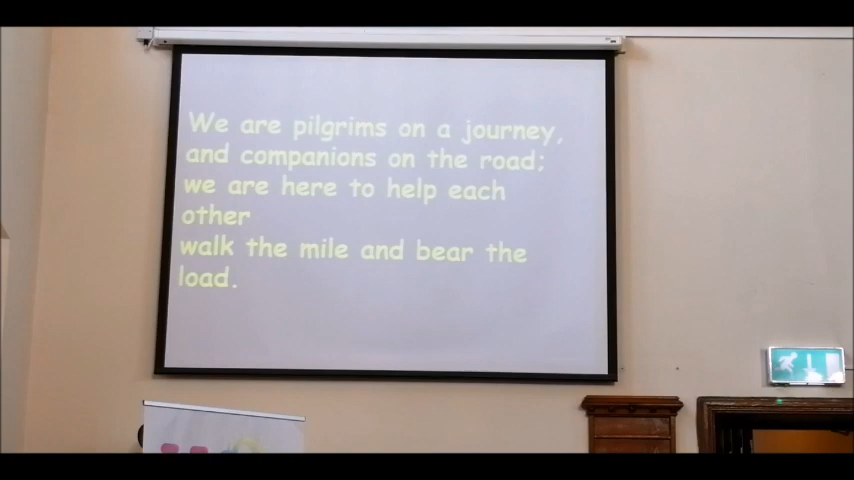 We are pilgrims on a journey,
and companions on the road;
we are here to help each
other
walk the mile and bear the
load.